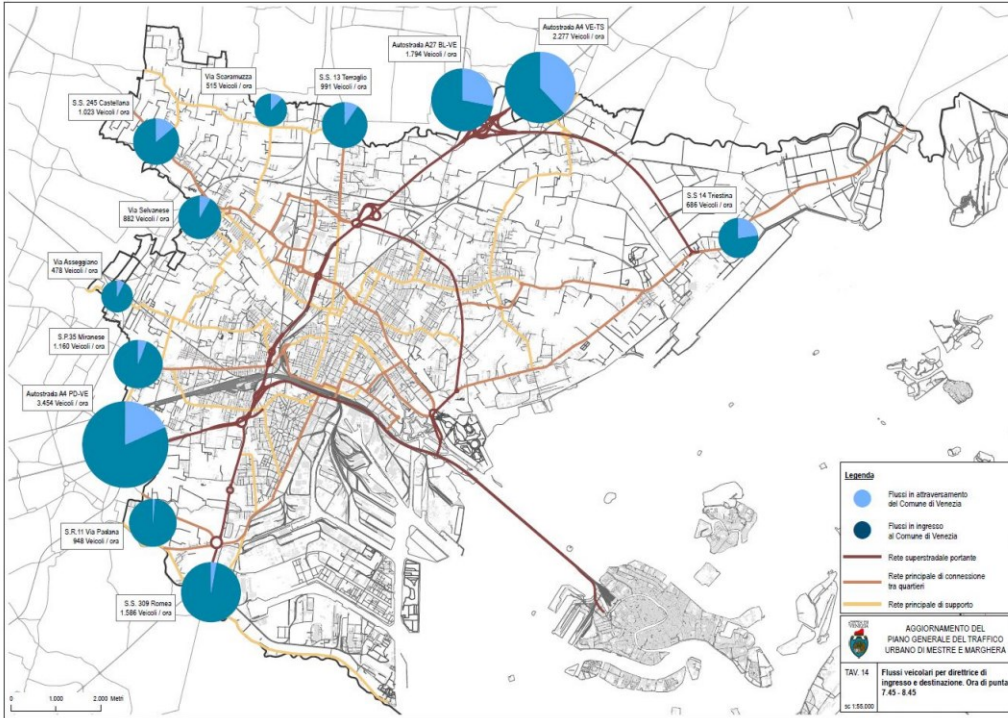 Autostrada A4 VE-TS
2.277 Veicoli / ora
Autostrada A27 BL-VE
1.794 Veicoli / ora
Via Scaramuzza
515 Veicoli / ora
S.S. 13 Terraglio
991 Veicoli / ora
S.S. 245 Castellana
1.023 Veicoli / ora
Via Selvanese
882 Veicoli / ora
S.S 14 Triestina
686 Veicoli / ora
Via Asseggiano
478 Veicoli / ora
S.P.35 Miranese
1.160 Veicoli / ora
Autostrada A4 PD-VE
3.454 Veicoli / ora
S.R.11 Via Padana
948 Veicoli / ora
S.S. 309 Romea
1.586 Veicoli / ora
Legenda
Flussi in attraversamento
del Comune di Venezia
Flussi in ingresso
al Comune di Venezia
Rete superstradale portante
Rete principale di connessione
tra quartieri
Rete principale di supporto
AGGIORNAMENTO DEL
PIANO GENERALE DEL TRAFFICO
URBANO DI MESTRE E MARGHERA
TAV. 14
Flussi veicolari per direttrice di
ingresso e destinazione. Ora di punta
7.45 - 8.45
sc 1:55.000
0 1.000 2.000 Metri